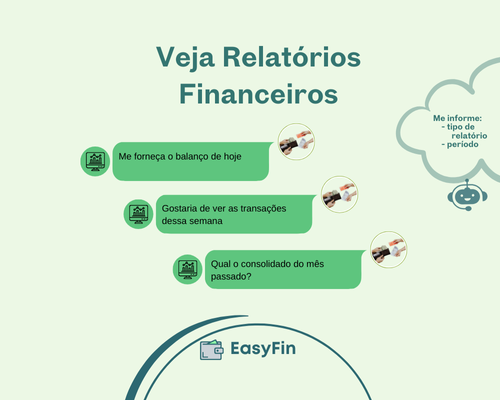 Veja Relatórios
Financeiros
Me informe:
- tipo de
relatório
- período
Me forneça o balanço de hoje
Gostaria de ver as transações
dessa semana
Qual o consolidado do mês
passado?
EasyFin